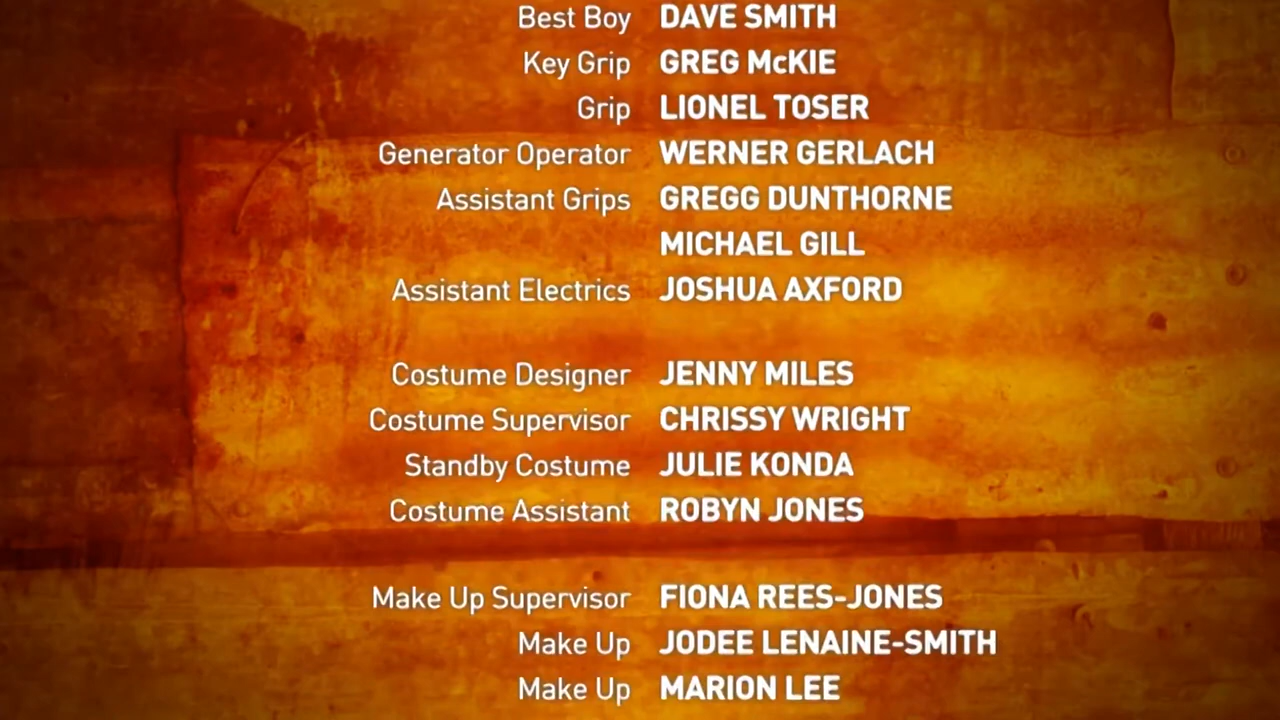 Best Boy DAVE SMITH
Key Grip GREG McKIE
Grip LIONEL TOSER
Generator Operator WERNER GERLACH
Assistant Grips GREGG DUNTHORNE
MICHAEL GILL
Assistant Electrics JOSHUA AXFORD
Costume Designer JENNY MILES
Costume Supervisor CHRISSY WRIGHT
Standby Costume JULIE KONDA
Costume Assistant ROBYN JONES
Make Up Supervisor FIONA REES-JONES
Make Up JODEE LENAINE-SMITH
Make Up MARION LEE